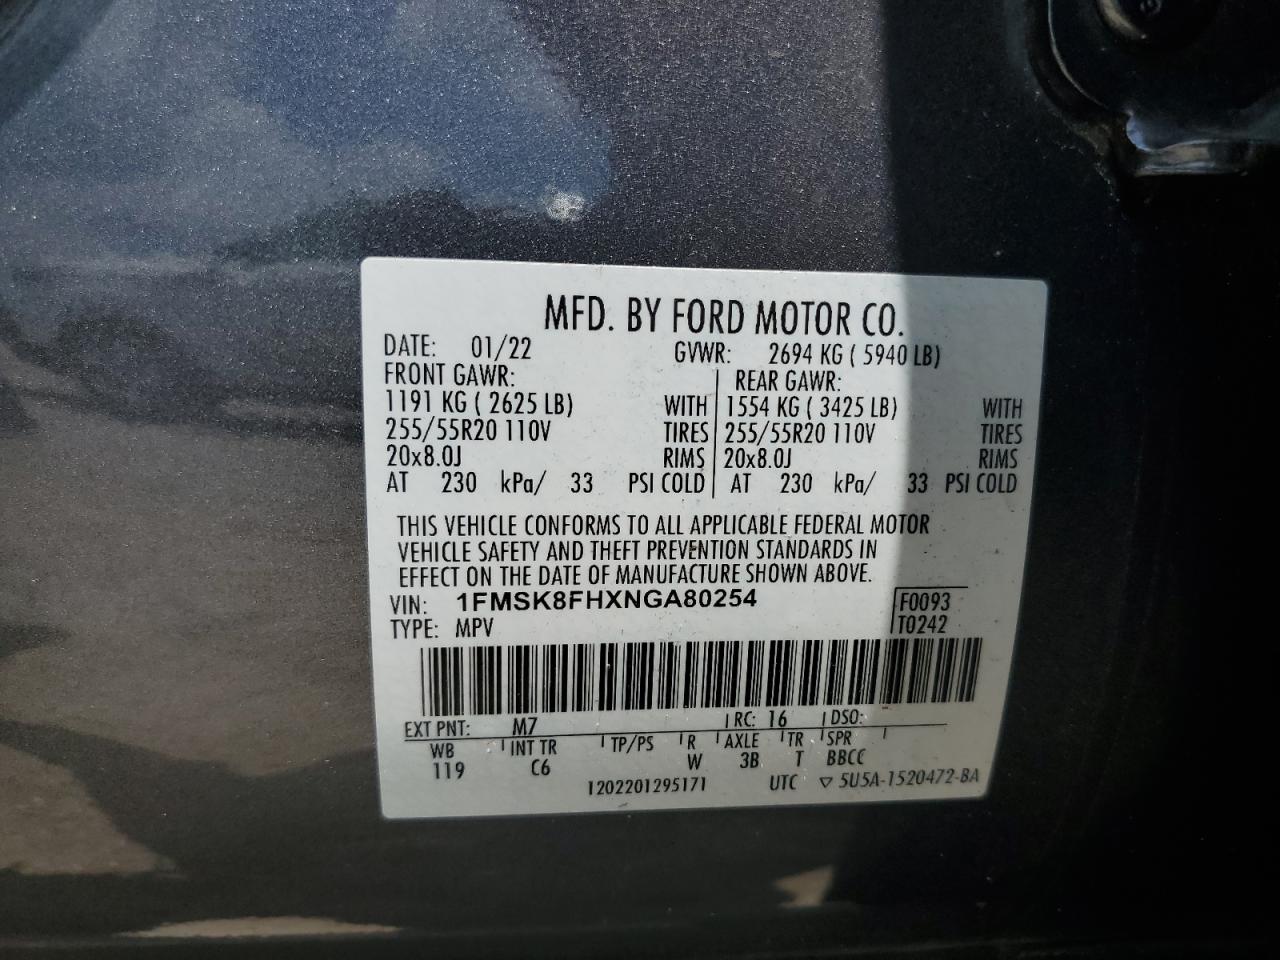 MFD. BY FORD MOTOR CO.
DATE: 01/22 GVWR: 2694 KG ( 5940 LB)
FRONT GAWR: REAR GAWR:
1191 KG ( 2625 LB) WITH 1554 KG ( 3425 LB) WITH
255/55R20 110V TIRES 255/55R20 110V TIRES
20x8.0J RIMS 20x8.0J RIMS
AT 230 kPa/ 33 PSI COLD AT 230 kPa/ 33 PSI COLD
THIS VEHICLE CONFORMS TO ALL APPLICABLE FEDERAL MOTOR
VEHICLE SAFETY AND THEFT PREVENTION STANDARDS IN
EFFECT ON THE DATE OF MANUFACTURE SHOWN ABOVE.
VIN: 1FMSK8FHXNGA80254 F0093
TYPE: MPV T0242
EXT PNT: M7 RC: 16 DSO:
WB INT TR TP/PS R AXLE TR SPR
119 C6 W 3B T BBCC
1202201295171 UTC ▽ 5U5A-1520472-BA